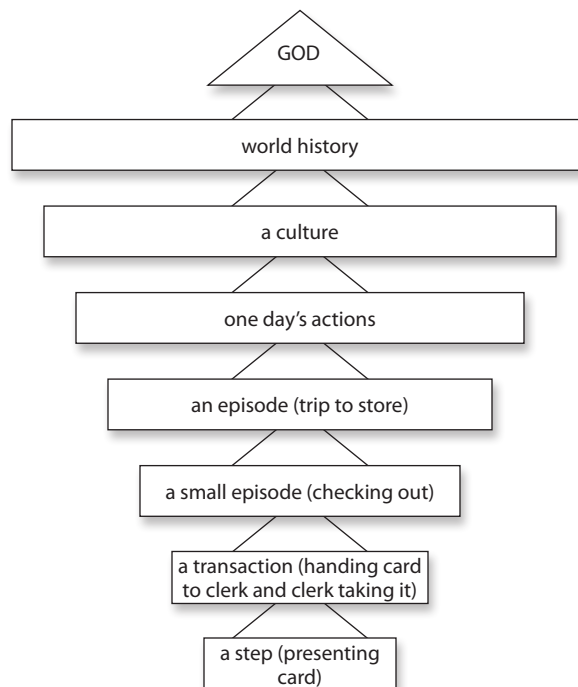 GOD
world history
a culture
one day’s actions
an episode (trip to store)
a small episode (checking out)
a transaction (handing card
to clerk and clerk taking it)
a step (presenting
card)